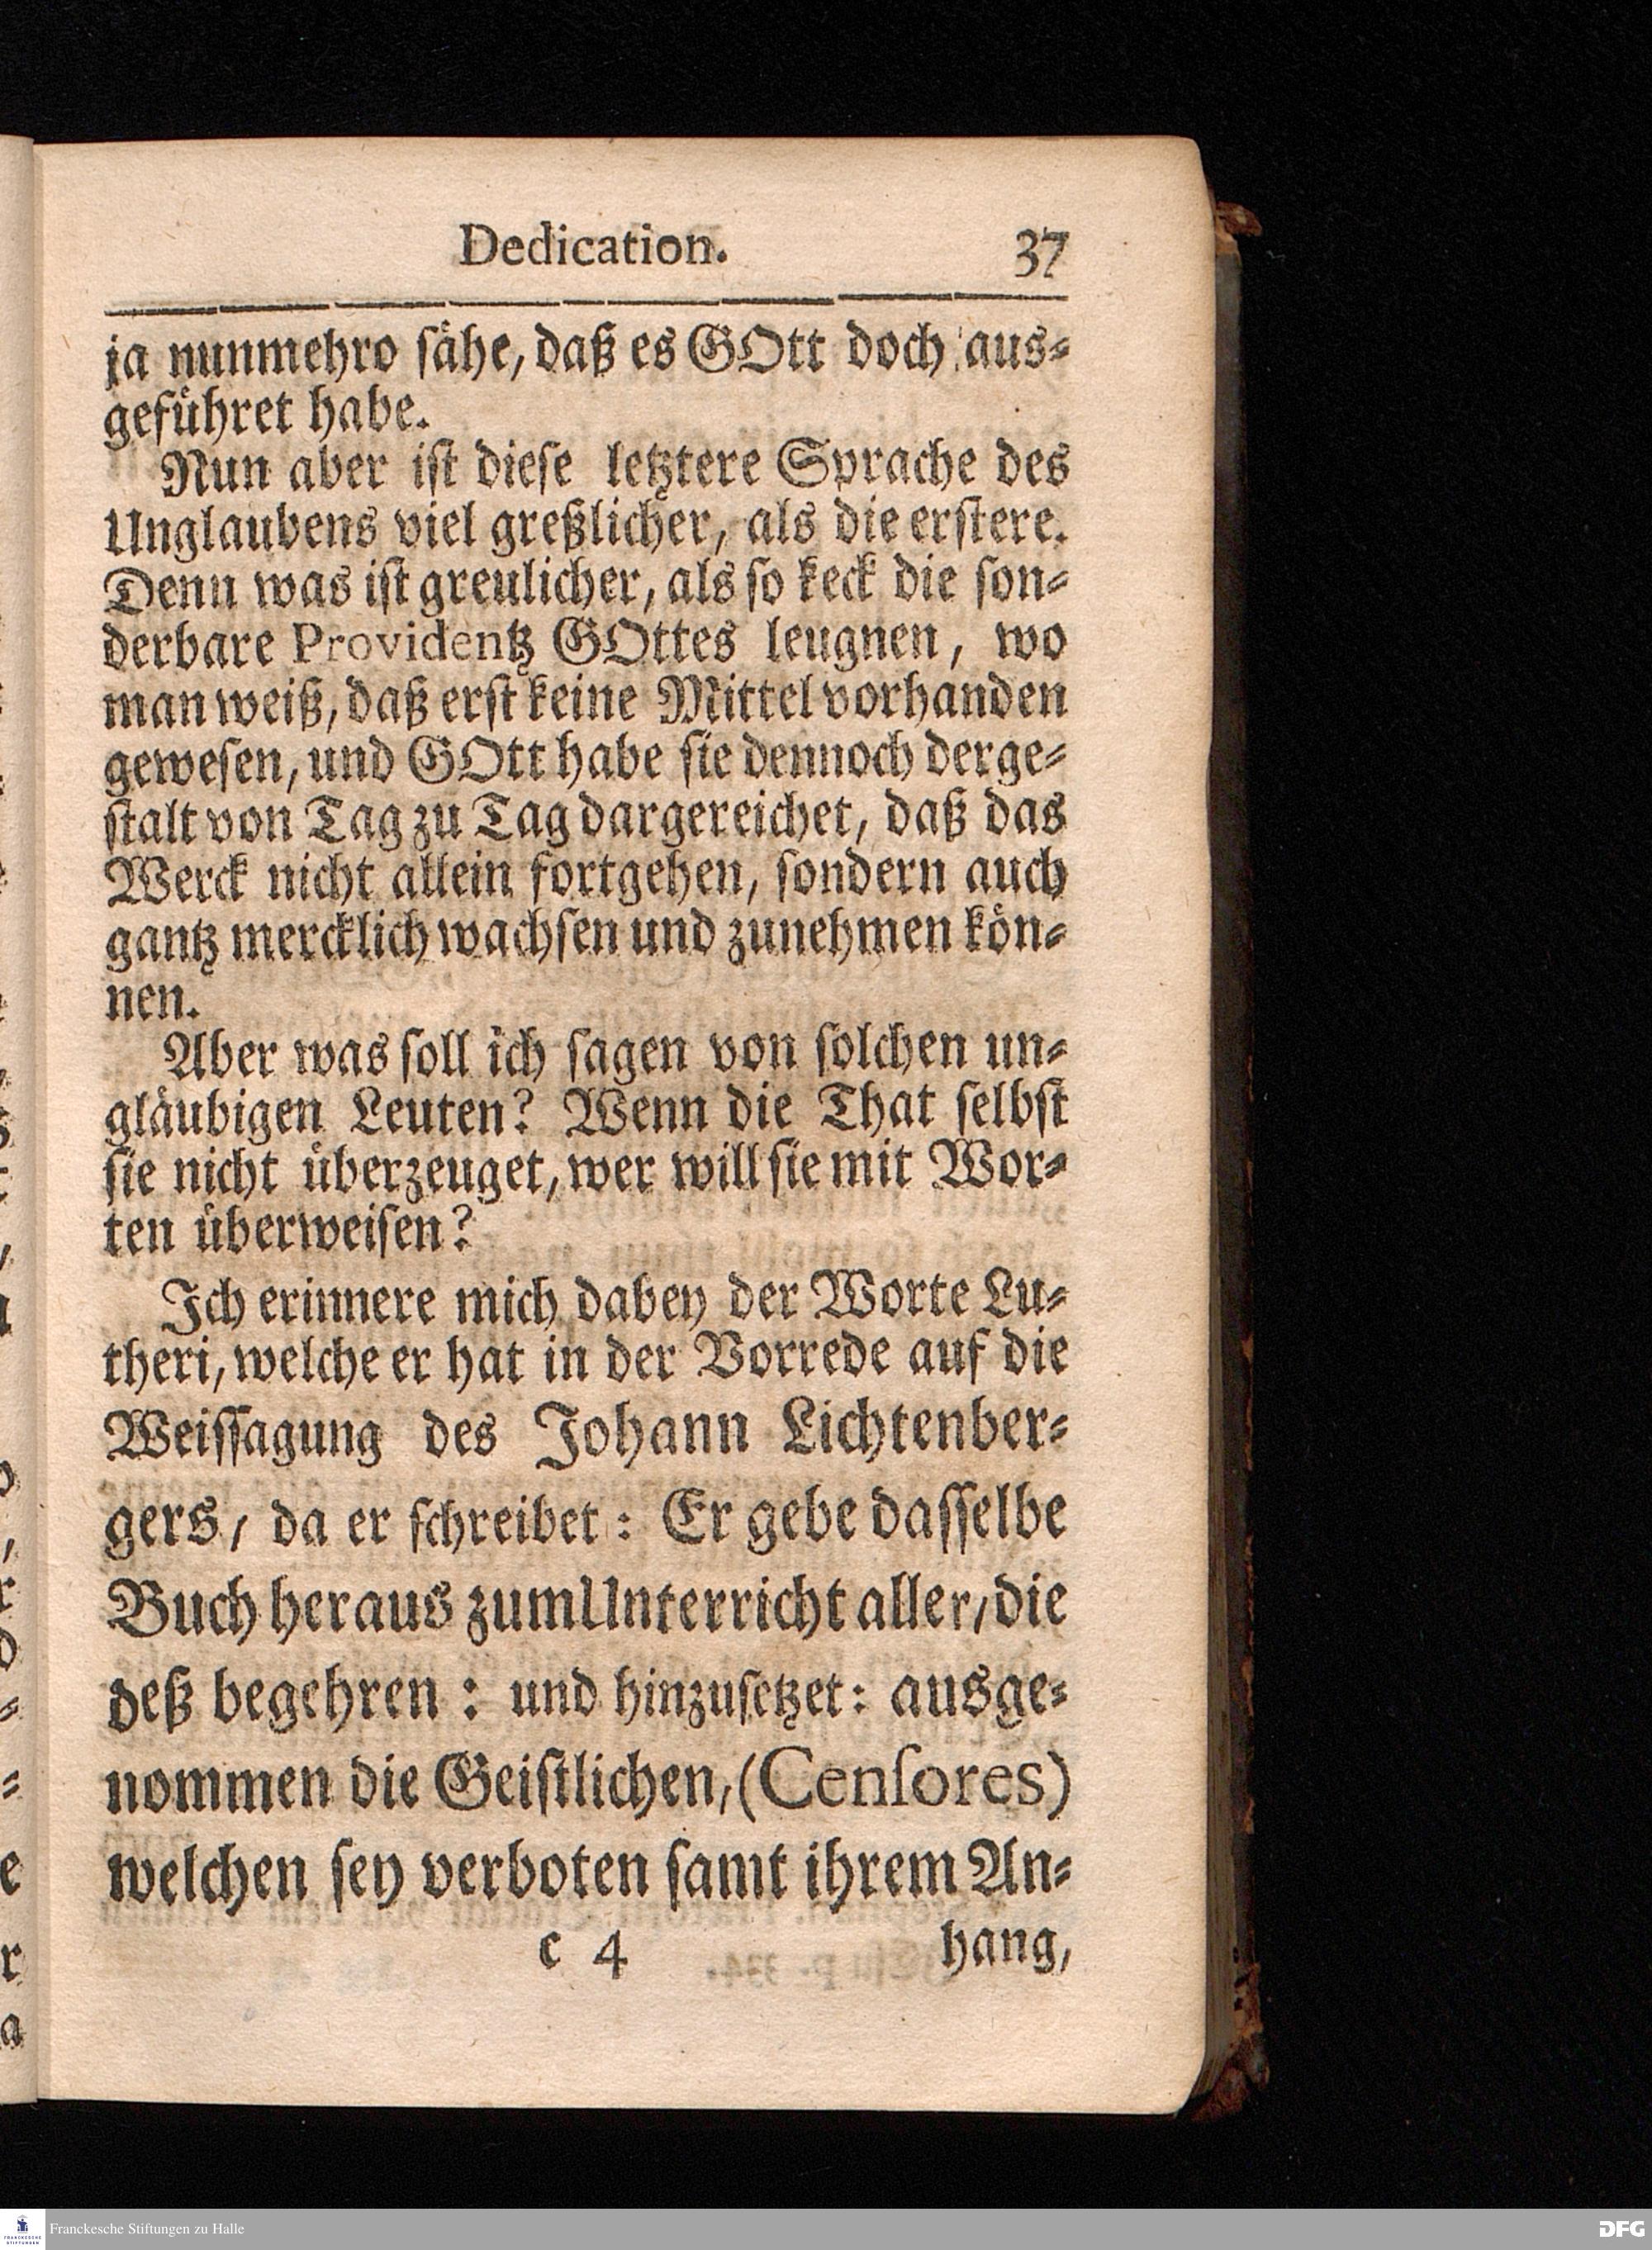 Dedication. 37
ja nunmehro sähe, daß es GOtt doch aus-
geführet habe.
Nun aber ist diese letztere Sprache des
Unglaubens viel greßlicher, als die erstere.
Denn was ist greulicher, als so keck die son-
derbare Providentz GOttes leugnen, wo
man weiß, daß erst keine Mittel vorhanden
gewesen, und GOtt habe sie dennoch derge-
stalt von Tag zu Tag dargereichet, daß das
Werck nicht allein fortgehen, sondern auch
gantz mercklich wachsen und zunehmen kön-
nen.
Aber was soll ich sagen von solchen un-
gläubigen Leuten? Wenn die That selbst
sie nicht überzeuget, wer will sie mit Wor-
ten überweisen?
Ich erinnere mich dabey der Worte Lu-
theri, welche er hat in der Vorrede auf die
Weissagung des Johann Lichtenber-
gers, da er schreibet: Er gebe dasselbe
Buch heraus zum Unterricht aller, die
deß begehren: und hinzusetzet: ausge-
nommen die Geistlichen, (Censores)
welchen sey verboten samt ihrem An-
c 4 hang,
Franckesche Stiftungen zu Halle
DFG